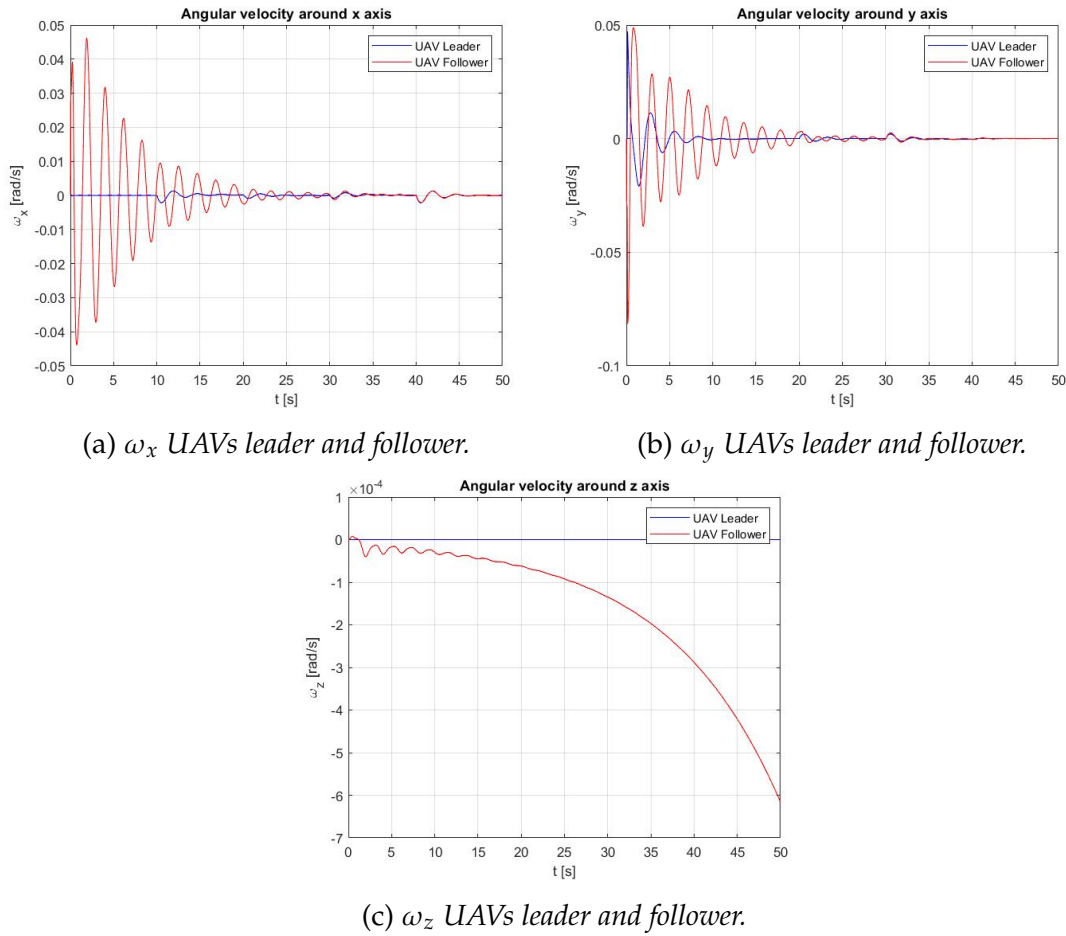 Angular velocity around x axis
0.05
0.04
0.03
0.02
0.01
0
-0.01
-0.02
-0.03
-0.04
-0.05
ω_x [rad/s]
UAV Leader
UAV Follower
0 5 10 15 20 25 30 35 40 45 50
t [s]
(a) ω_x UAVs leader and follower.
Angular velocity around y axis
0.05
0
-0.05
-0.1
ω_y [rad/s]
UAV Leader
UAV Follower
0 5 10 15 20 25 30 35 40 45 50
t [s]
(b) ω_y UAVs leader and follower.
Angular velocity around z axis
×10^-4
1
0
-1
-2
-3
-4
-5
-6
-7
ω_z [rad/s]
UAV Leader
UAV Follower
0 5 10 15 20 25 30 35 40 45 50
t [s]
(c) ω_z UAVs leader and follower.